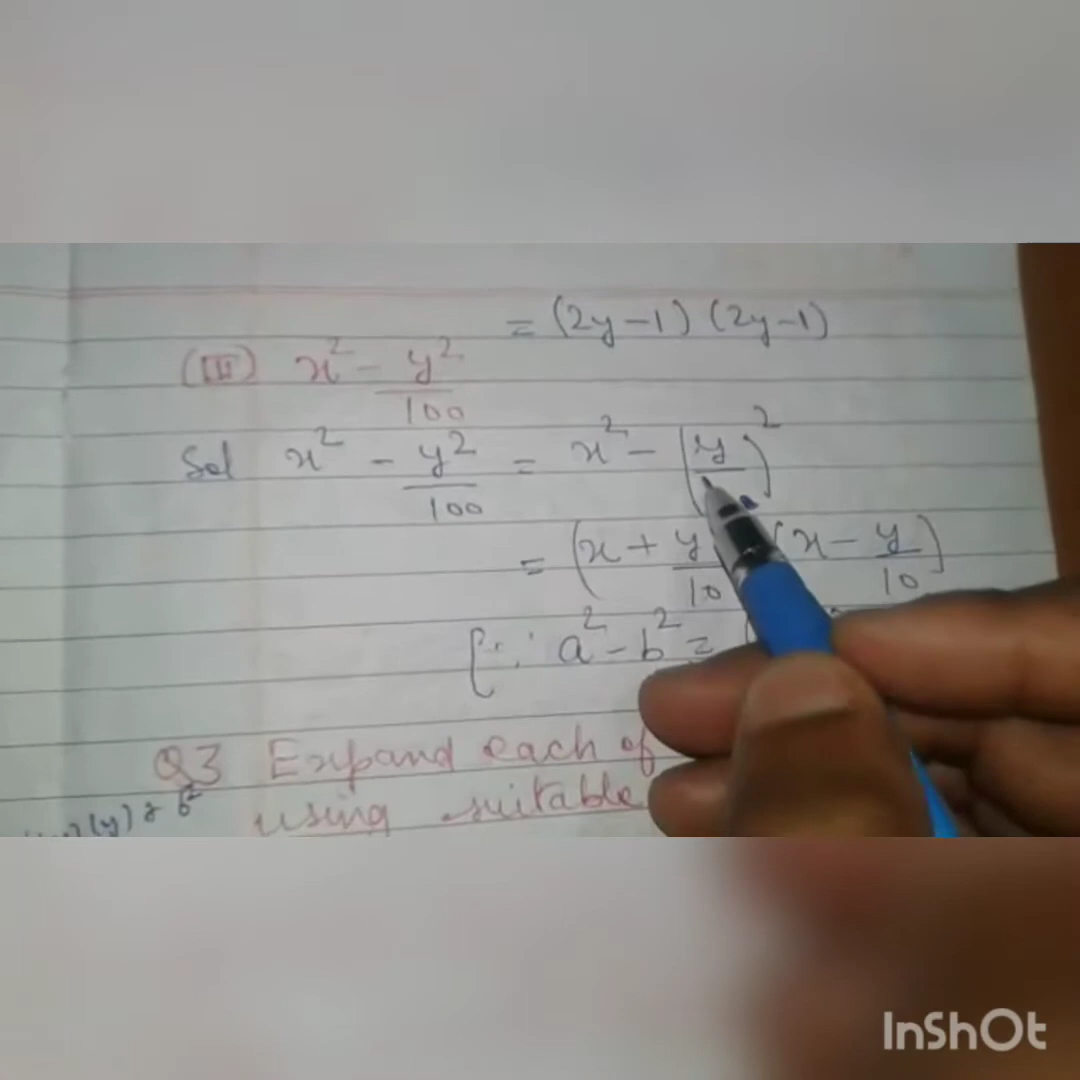 = (2y-1) (2y-1)
(III) x² - y²/100
Sol x² - y²/100 = x² - (y/ )²
= (x + y/10 (x - y/10)
{∵ a² - b² =
Q3 Expand each of
using suitable
(y) + 6²
InShOt